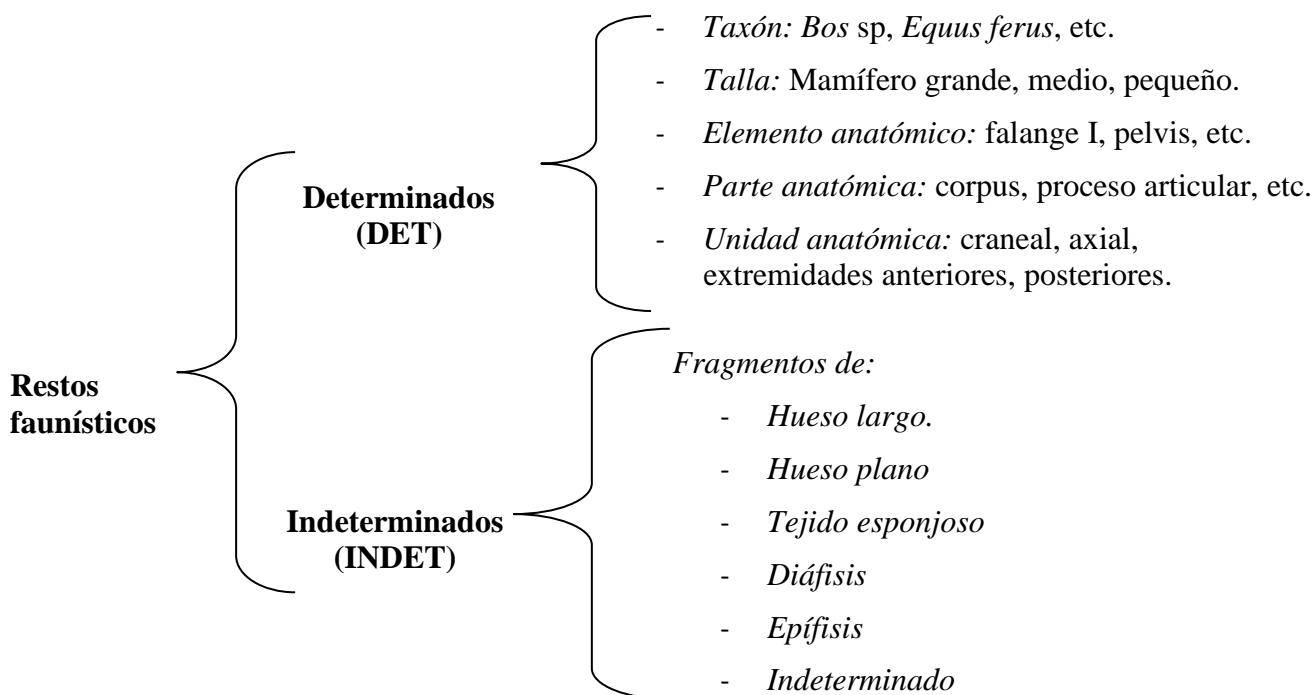 Restos
faunísticos
Determinados
(DET)
- Taxón: Bos sp, Equus ferus, etc.
- Talla: Mamífero grande, medio, pequeño.
- Elemento anatómico: falange I, pelvis, etc.
- Parte anatómica: corpus, proceso articular, etc.
- Unidad anatómica: craneal, axial,
extremidades anteriores, posteriores.
Indeterminados
(INDET)
Fragmentos de:
- Hueso largo.
- Hueso plano
- Tejido esponjoso
- Diáfisis
- Epífisis
- Indeterminado